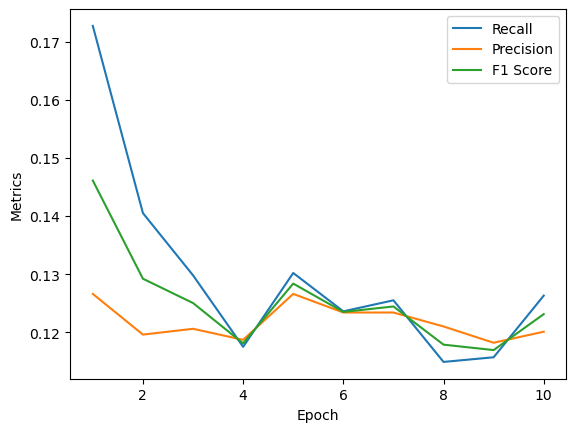 Recall
Precision
F1 Score
0.17
0.16
0.15
0.14
0.13
0.12
Metrics
2 4 6 8 10
Epoch